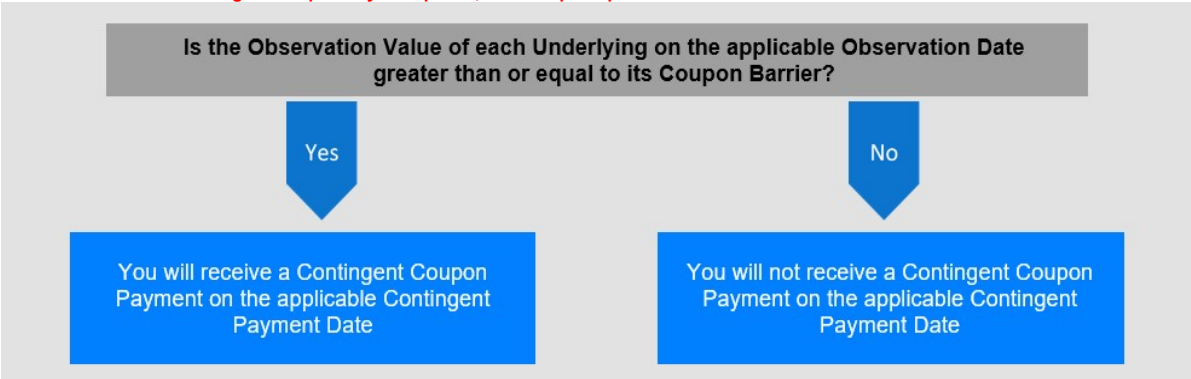 Is the Observation Value of each Underlying on the applicable Observation Date
greater than or equal to its Coupon Barrier?
Yes
No
You will receive a Contingent Coupon
Payment on the applicable Contingent
Payment Date
You will not receive a Contingent Coupon
Payment on the applicable Contingent
Payment Date